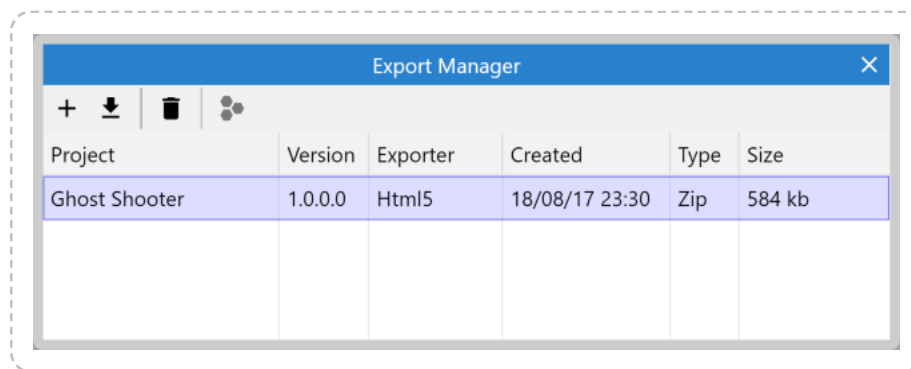 Export Manager
Project Version Exporter Created Type Size
Ghost Shooter 1.0.0.0 Html5 18/08/17 23:30 Zip 584 kb